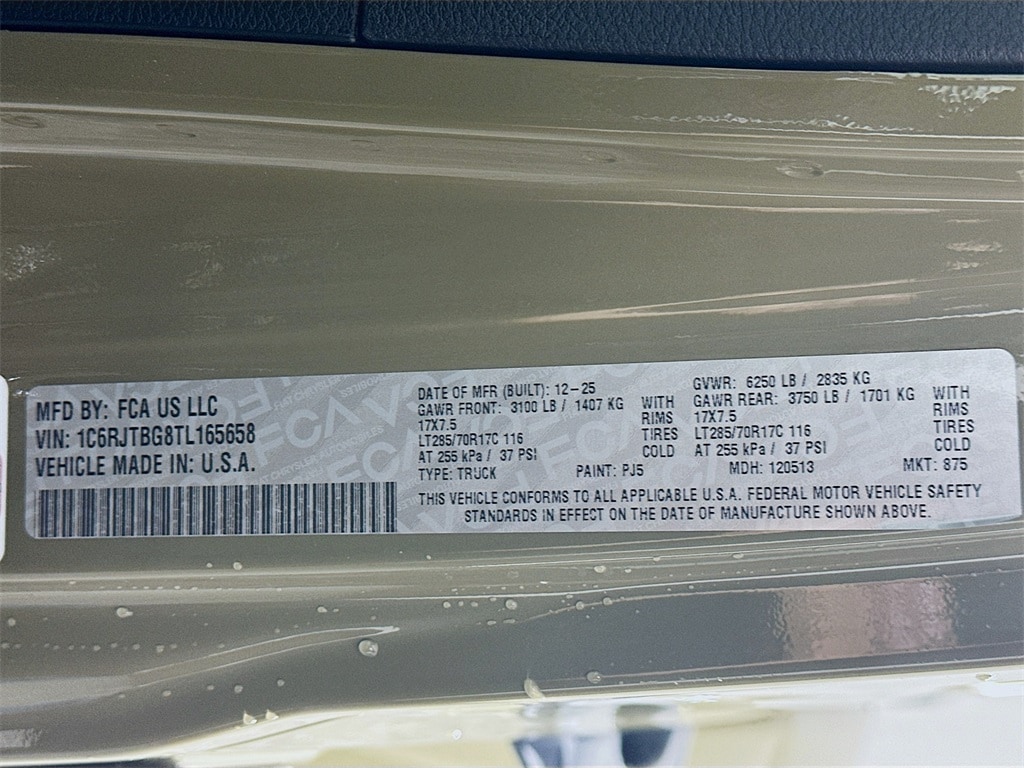 MFD BY: FCA US LLC
VIN: 1C6RJTBG8TL165658
VEHICLE MADE IN: U.S.A.
DATE OF MFR (BUILT): 12-25
GAWR FRONT: 3100 LB / 1407 KG WITH
17X7.5 RIMS
LT285/70R17C 116 TIRES
AT 255 kPa / 37 PSI COLD
GVWR: 6250 LB / 2835 KG
GAWR REAR: 3750 LB / 1701 KG WITH
17X7.5 RIMS
LT285/70R17C 116 TIRES
AT 255 kPa / 37 PSI COLD
TYPE: TRUCK PAINT: PJ5 MDH: 120513 MKT: 875
THIS VEHICLE CONFORMS TO ALL APPLICABLE U.S.A. FEDERAL MOTOR VEHICLE SAFETY
STANDARDS IN EFFECT ON THE DATE OF MANUFACTURE SHOWN ABOVE.